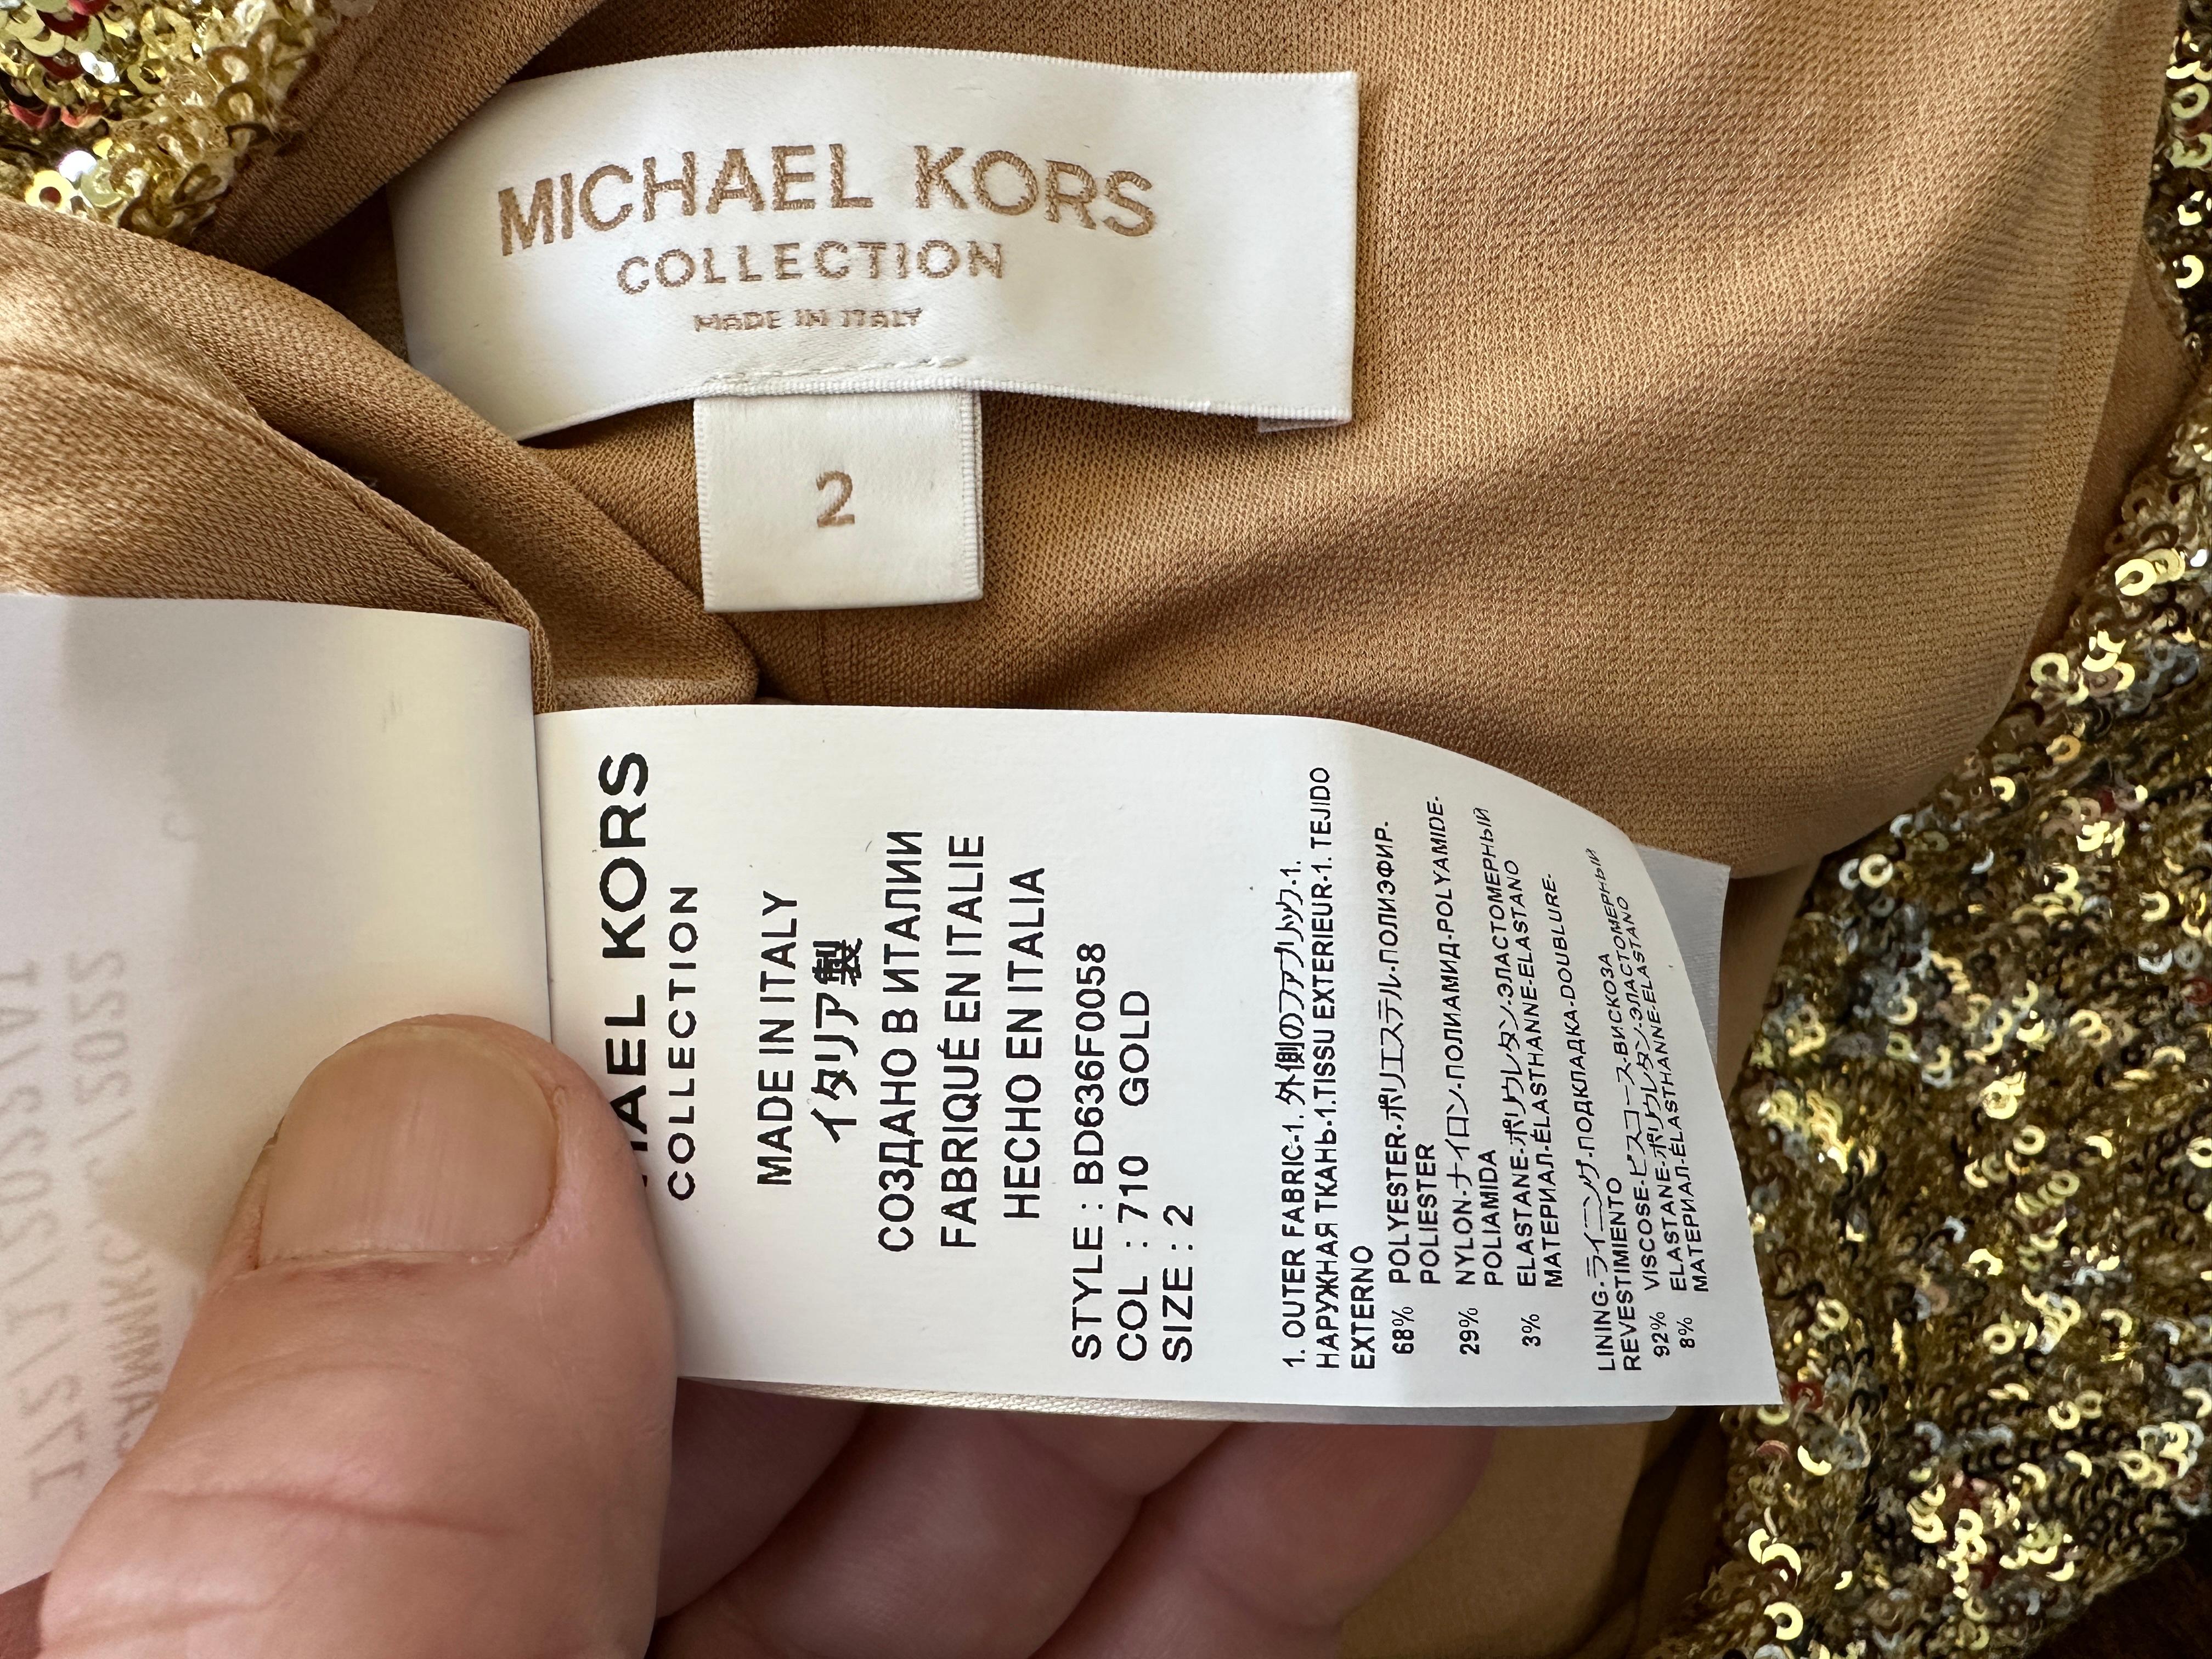 MICHAEL KORS
COLLECTION
MADE IN ITALY
2
KORS
COLLECTION
MADE IN ITALY
イタリア製
СОЗДАНО В ИТАЛИИ
FABRIQUÉ EN ITALIE
HECHO EN ITALIA
STYLE : BD636F0058
COL : 710 GOLD
SIZE : 2
1. OUTER FABRIC-1. 外側のファブリック-1.
НАРУЖНАЯ ТКАНЬ-1.TISSU EXTERIEUR-1. TEJIDO
EXTERNO
68% POLYESTER-ポリエステル-ПОЛИЭФИР-
POLIESTER
29% NYLON-ナイロン-ПОЛИАМИД-POLYAMIDE-
POLIAMIDA
3% ELASTANE-ポリウレタン-ЭЛАСТОМЕРНЫЙ
МАТЕРИАЛ-ÉLASTHANNE-ELASTANO
LINING-ライニング-ПОДКЛАДКА-DOUBLURE-
REVESTIMIENTO
92% VISCOSE-ビスコース-ВИСКОЗА
8% ELASTANE-ポリウレタン-ЭЛАСТОМЕРНЫЙ
МАТЕРИАЛ-ÉLASTHANNE-ELASTANO